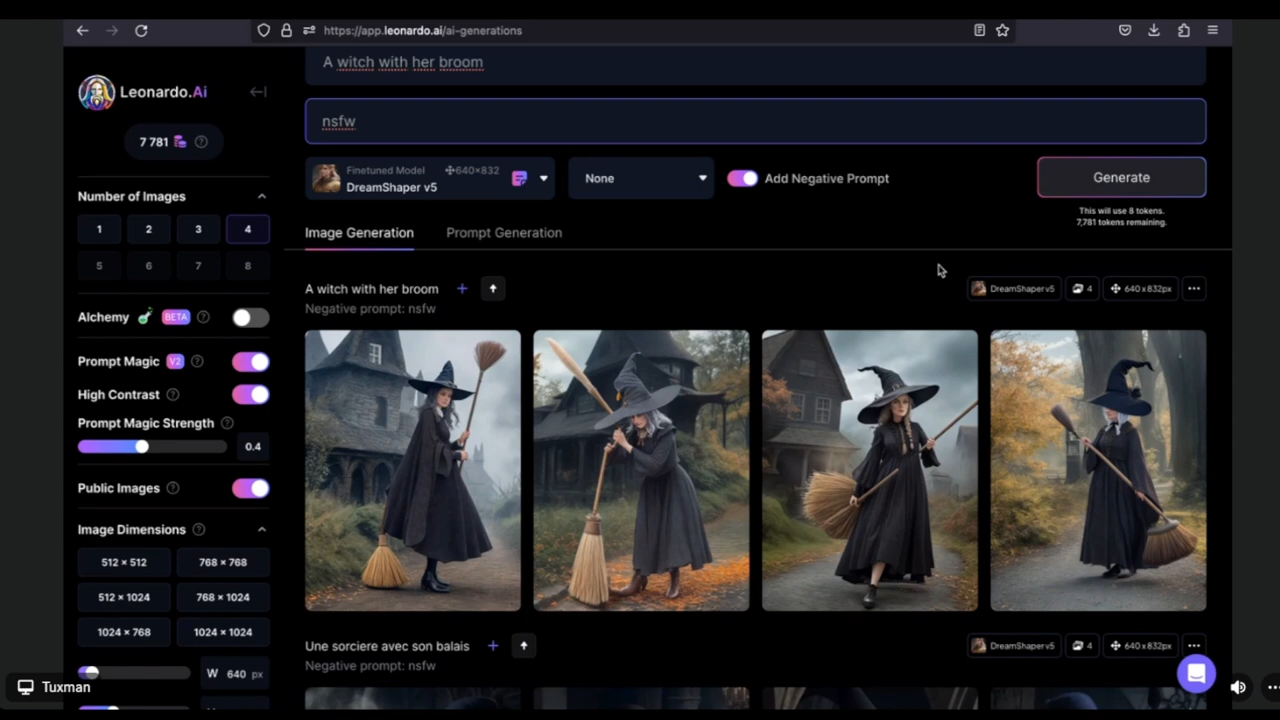 https://app.leonardo.ai/ai-generations
A witch with her broom
Leonardo.Ai
nsfw
7 781
Finetuned Model
640×832
DreamShaper v5
None
Add Negative Prompt
Generate
This will use 8 tokens.
7,781 tokens remaining.
Number of Images
1 2 3 4
5 6 7 8
Image Generation
Prompt Generation
A witch with her broom
Negative prompt: nsfw
DreamShaper v5
4
640 x 832px
Alchemy BETA
Prompt Magic V2
High Contrast
Prompt Magic Strength
0.4
Public Images
Image Dimensions
512 × 512
768 × 768
512 × 1024
768 × 1024
1024 × 768
1024 × 1024
W 640 px
Une sorciere avec son balais
Negative prompt: nsfw
DreamShaper v5
4
640 x 832px
Tuxman